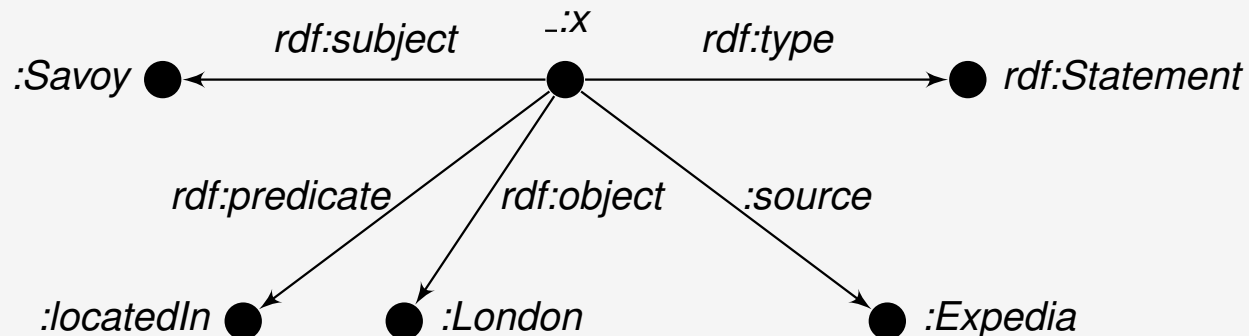 _:x
rdf:subject rdf:type
:Savoy rdf:Statement
rdf:predicate rdf:object :source
:locatedIn :London :Expedia